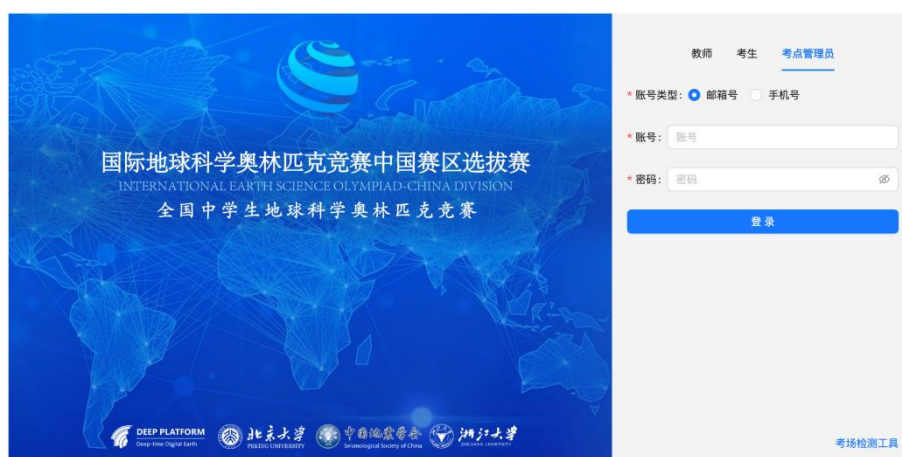 国际地球科学奥林匹克竞赛中国赛区选拔赛
INTERNATIONAL EARTH SCIENCE OLYMPIAD-CHINA DIVISION
全国中学生地球科学奥林匹克竞赛
DEEP PLATFORM
Deep-time Digital Earth
北京大学
PEKING UNIVERSITY
中国地震学会
Seismological Society of China
浙江大学
ZHEJIANG UNIVERSITY
教师 考生 考点管理员
* 账号类型: 邮箱号 手机号
* 账号: 账号
* 密码: 密码
登 录
考场检测工具